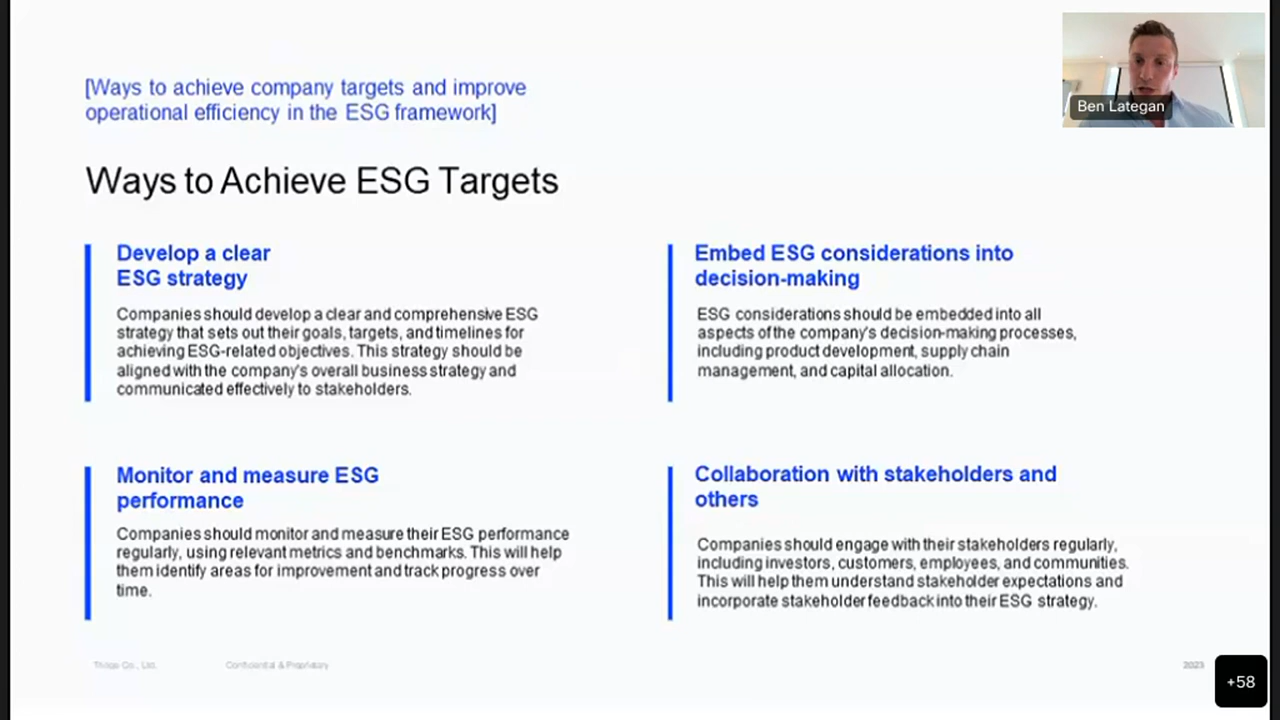 [Ways to achieve company targets and improve
operational efficiency in the ESG framework]
Ben Lategan
Ways to Achieve ESG Targets
Develop a clear
ESG strategy
Companies should develop a clear and comprehensive ESG
strategy that sets out their goals, targets, and timelines for
achieving ESG-related objectives. This strategy should be
aligned with the company's overall business strategy and
communicated effectively to stakeholders.
Embed ESG considerations into
decision-making
ESG considerations should be embedded into all
aspects of the company's decision-making processes,
including product development, supply chain
management, and capital allocation.
Monitor and measure ESG
performance
Companies should monitor and measure their ESG performance
regularly, using relevant metrics and benchmarks. This will help
them identify areas for improvement and track progress over
time.
Collaboration with stakeholders and
others
Companies should engage with their stakeholders regularly,
including investors, customers, employees, and communities.
This will help them understand stakeholder expectations and
incorporate stakeholder feedback into their ESG strategy.
Co., Ltd.
Confidential & Proprietary
2023
+58